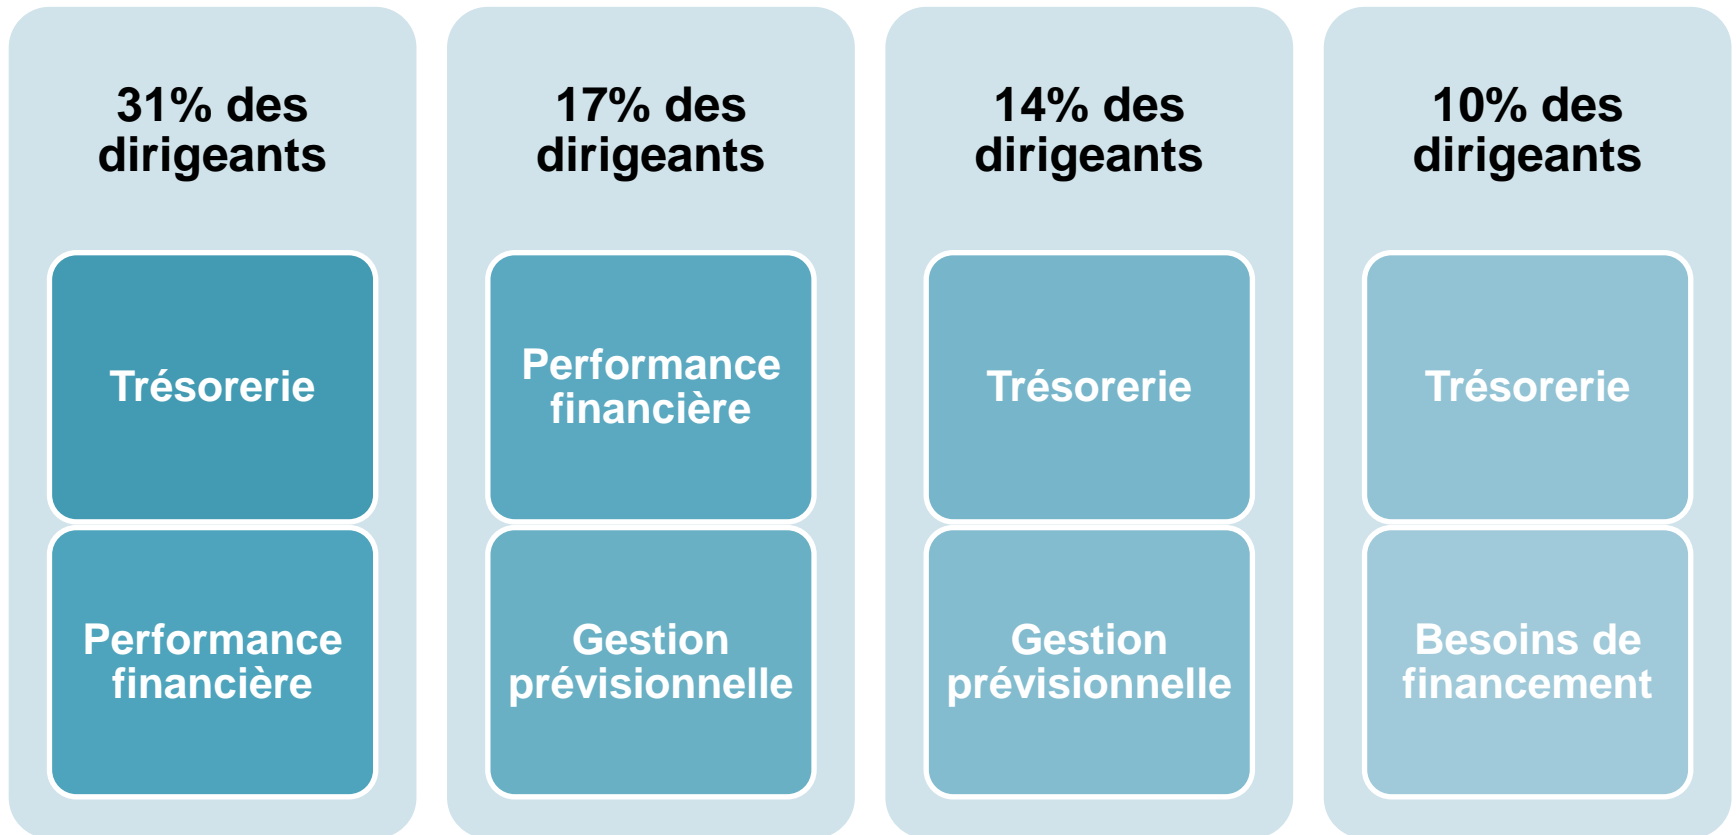 31% des
dirigeants
Trésorerie
Performance
financière
17% des
dirigeants
Performance
financière
Gestion
prévisionnelle
14% des
dirigeants
Trésorerie
Gestion
prévisionnelle
10% des
dirigeants
Trésorerie
Besoins de
financement